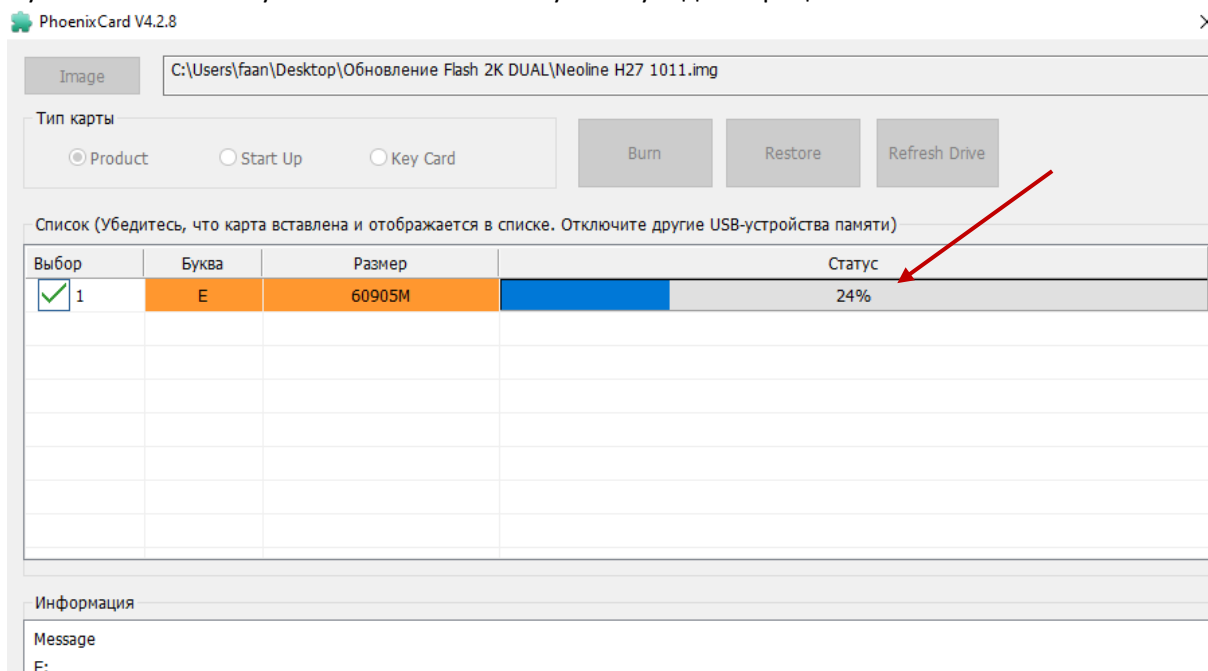 PhoenixCard V4.2.8
Image
C:\Users\faan\Desktop\Обновление Flash 2K DUAL\Neoline H27 1011.img
Тип карты
Product Start Up Key Card
Burn Restore Refresh Drive
Список (Убедитесь, что карта вставлена и отображается в списке. Отключите другие USB-устройства памяти)
Выбор Буква Размер Статус
1 E 60905M 24%
Информация
Message